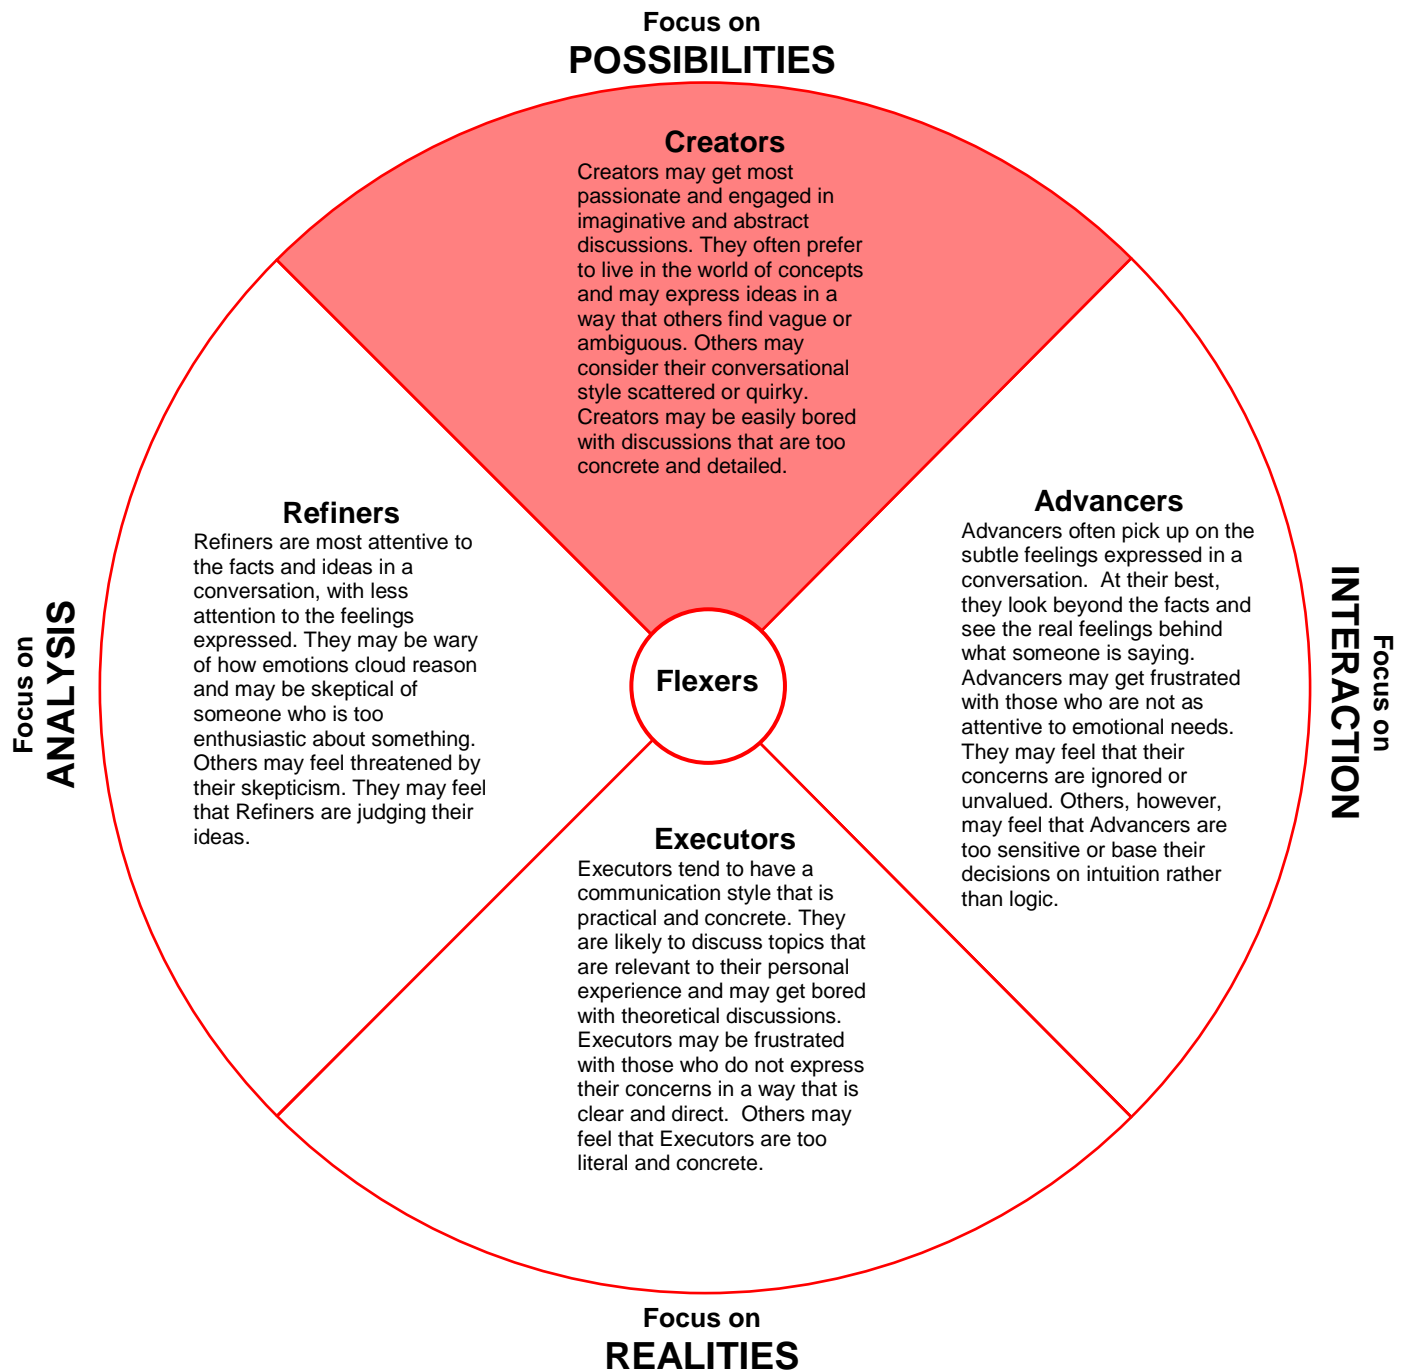 Focus on
POSSIBILITIES
Creators
Creators may get most
passionate and engaged in
imaginative and abstract
discussions. They often prefer
to live in the world of concepts
and may express ideas in a
way that others find vague or
ambiguous. Others may
consider their conversational
style scattered or quirky.
Creators may be easily bored
with discussions that are too
concrete and detailed.
Focus on
ANALYSIS
Refiners
Refiners are most attentive to
the facts and ideas in a
conversation, with less
attention to the feelings
expressed. They may be wary
of how emotions cloud reason
and may be skeptical of
someone who is too
enthusiastic about something.
Others may feel threatened by
their skepticism. They may feel
that Refiners are judging their
ideas.
Flexers
Advancers
Advancers often pick up on the
subtle feelings expressed in a
conversation.  At their best,
they look beyond the facts and
see the real feelings behind
what someone is saying.
Advancers may get frustrated
with those who are not as
attentive to emotional needs.
They may feel that their
concerns are ignored or
unvalued. Others, however,
may feel that Advancers are
too sensitive or base their
decisions on intuition rather
than logic.
Focus on
INTERACTION
Executors
Executors tend to have a
communication style that is
practical and concrete. They
are likely to discuss topics that
are relevant to their personal
experience and may get bored
with theoretical discussions.
Executors may be frustrated
with those who do not express
their concerns in a way that is
clear and direct.  Others may
feel that Executors are too
literal and concrete.
Focus on
REALITIES